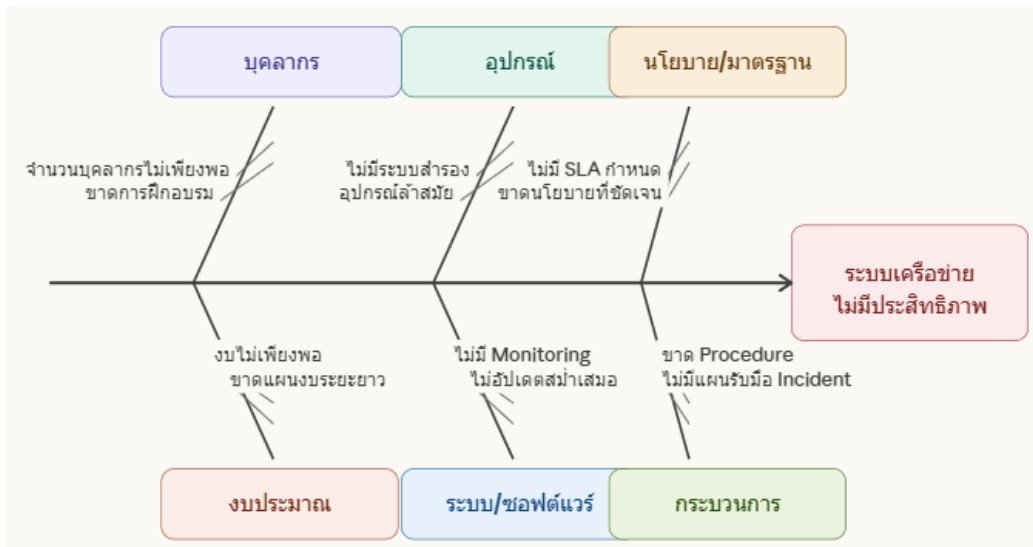 บุคลากร
อุปกรณ์
นโยบาย/มาตรฐาน
จำนวนบุคลากรไม่เพียงพอ
ขาดการฝึกอบรม
ไม่มีระบบสำรอง
อุปกรณ์ล้าสมัย
ไม่มี SLA กำหนด
ขาดนโยบายที่ชัดเจน
ระบบเครือข่าย
ไม่มีประสิทธิภาพ
งบไม่เพียงพอ
ขาดแผนงบระยะยาว
ไม่มี Monitoring
ไม่อัปเดตสม่ำเสมอ
ขาด Procedure
ไม่มีแผนรับมือ Incident
งบประมาณ
ระบบ/ซอฟต์แวร์
กระบวนการ